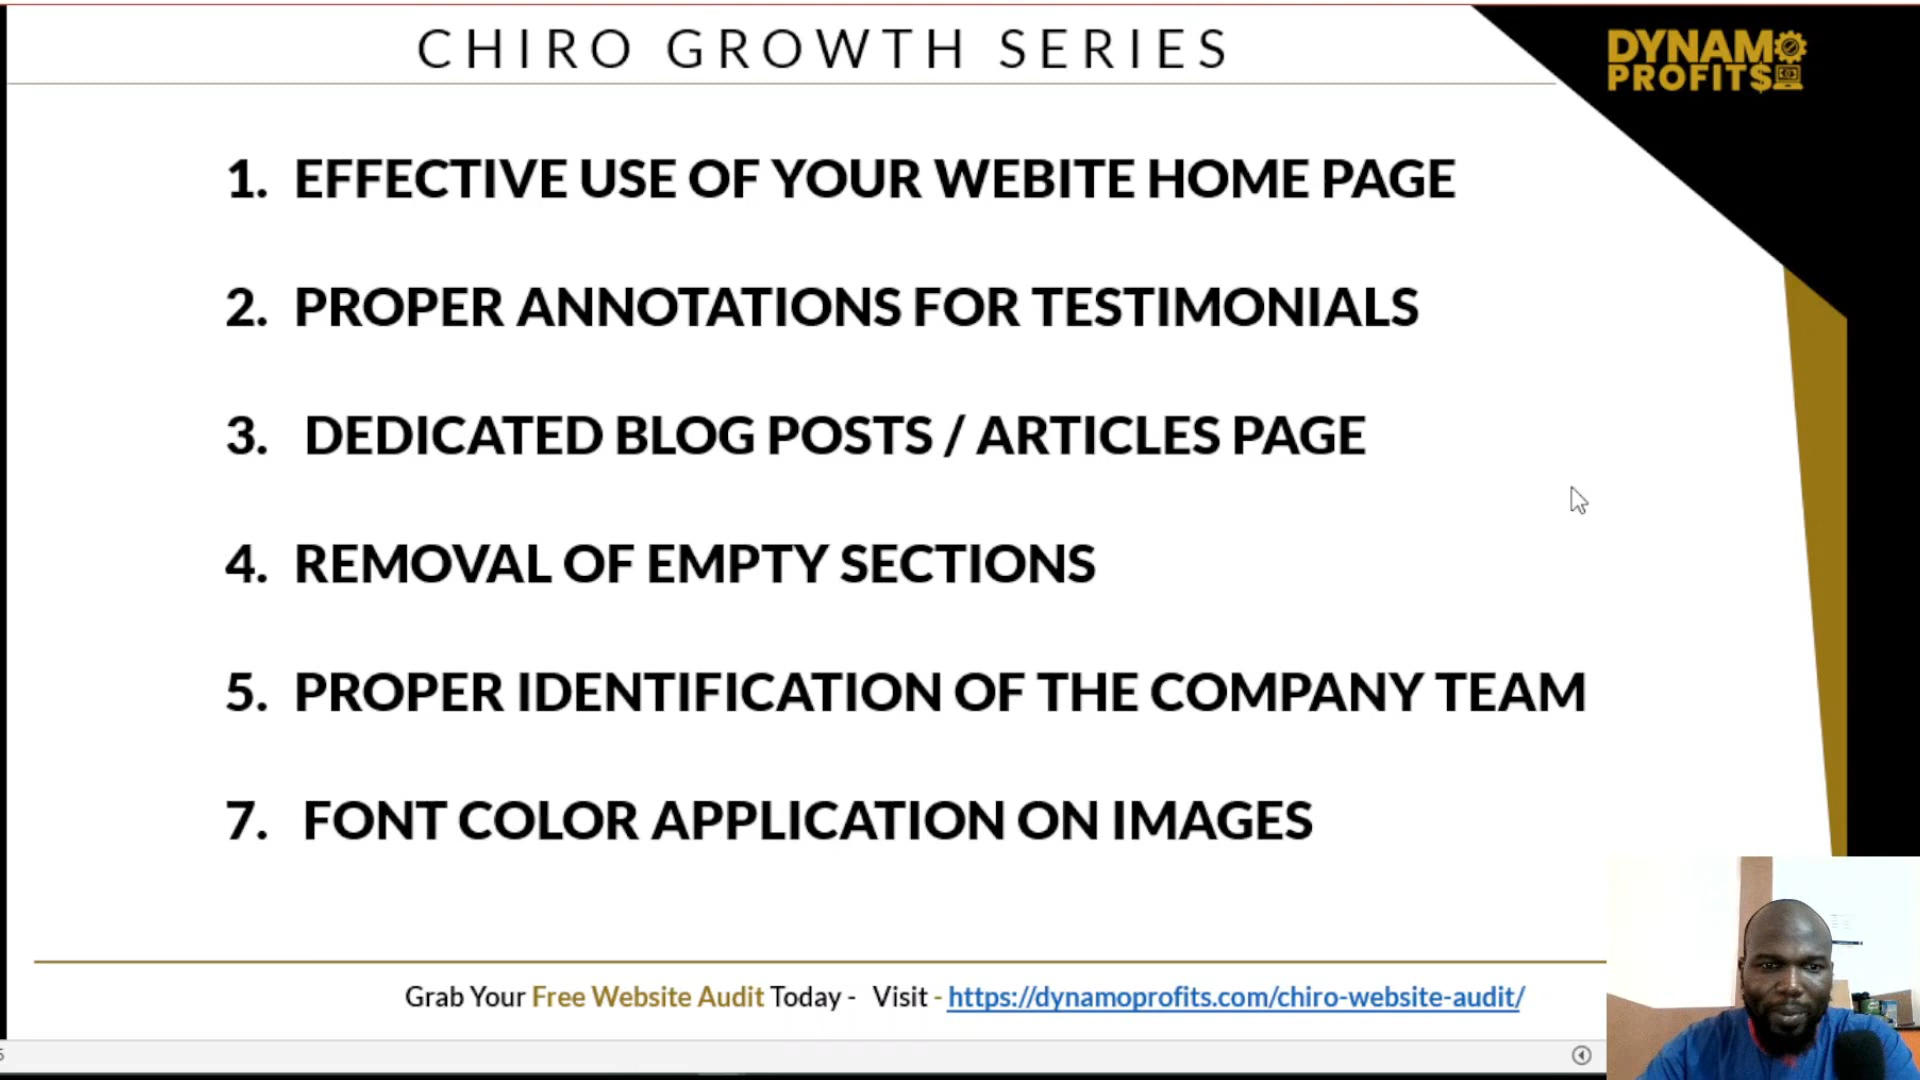 CHIRO GROWTH SERIES
DYNAMO
PROFITS
1. EFFECTIVE USE OF YOUR WEBITE HOME PAGE
2. PROPER ANNOTATIONS FOR TESTIMONIALS
3. DEDICATED BLOG POSTS / ARTICLES PAGE
4. REMOVAL OF EMPTY SECTIONS
5. PROPER IDENTIFICATION OF THE COMPANY TEAM
7. FONT COLOR APPLICATION ON IMAGES
Grab Your Free Website Audit Today - Visit - https://dynamoprofits.com/chiro-website-audit/